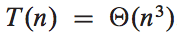 T(n) = Θ(n³)